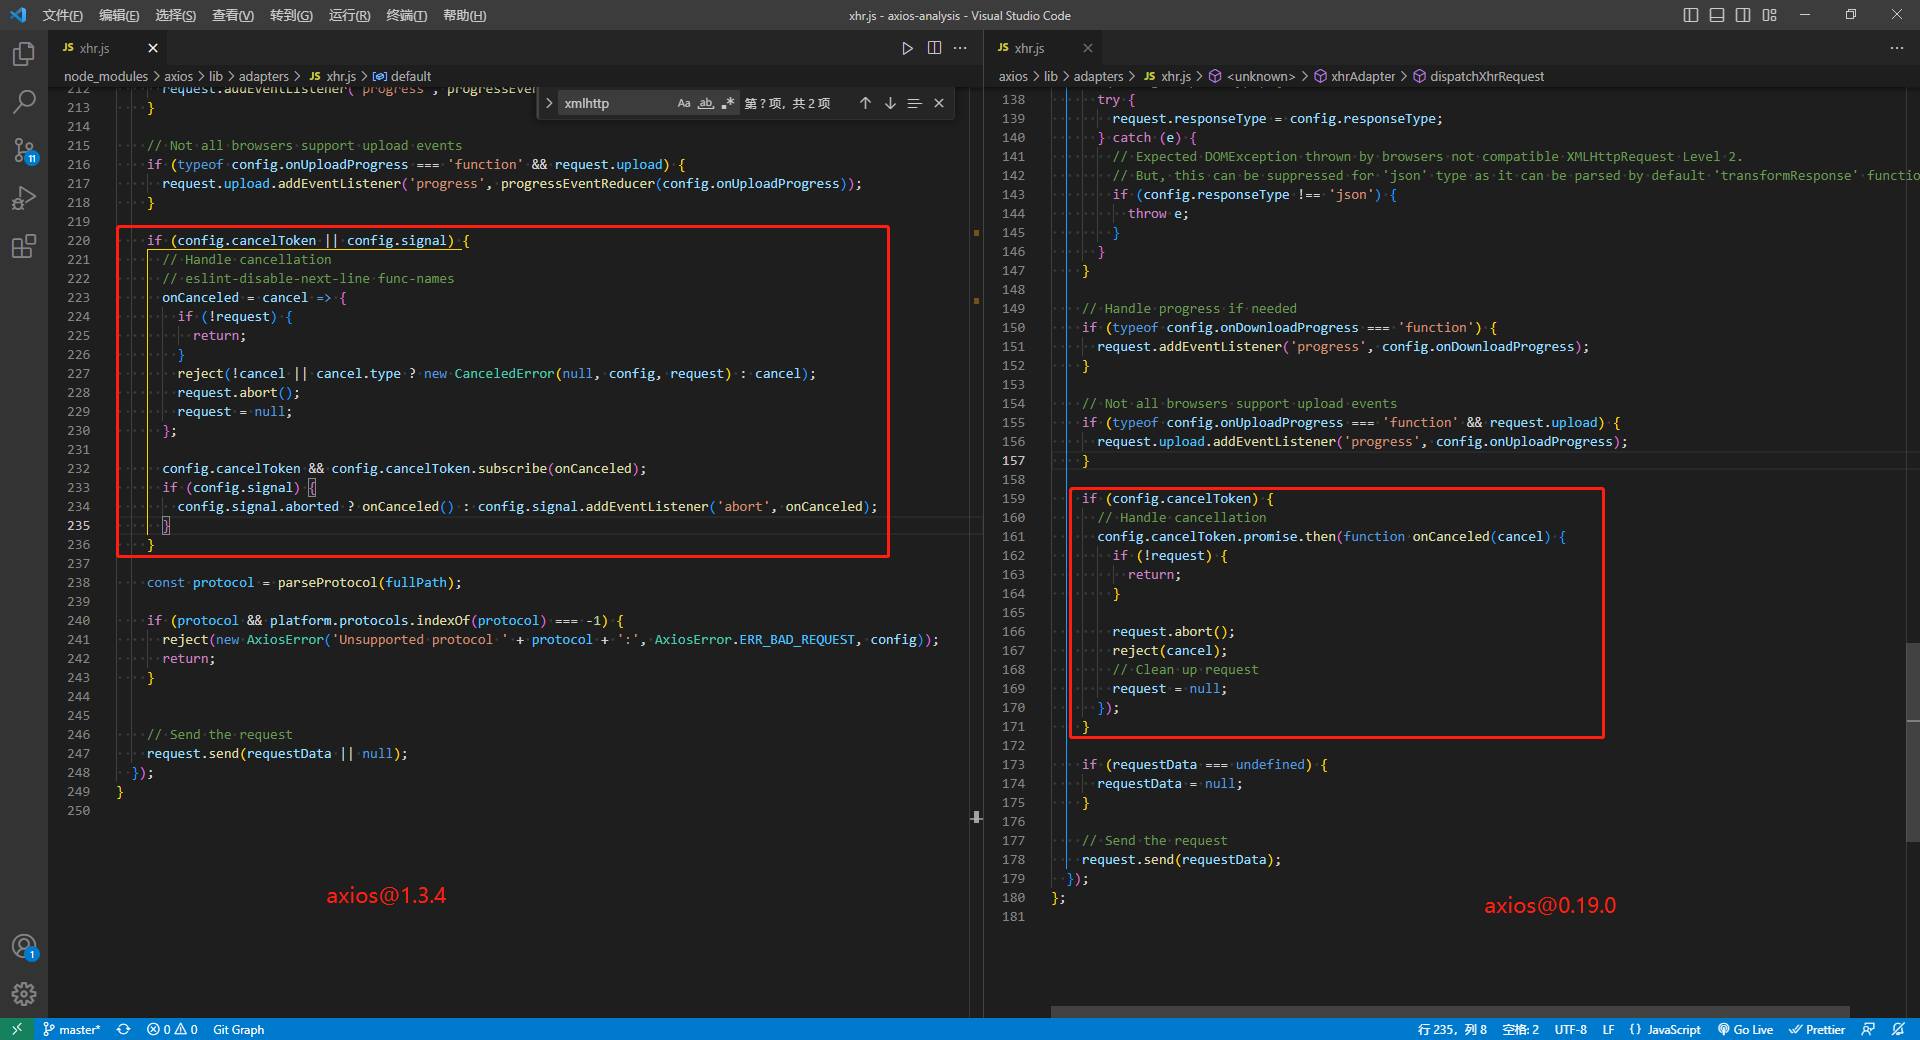 文件(F) 编辑(E) 选择(S) 查看(V) 转到(G) 运行(R) 终端(T) 帮助(H)
xhr.js - axios-analysis - Visual Studio Code
JS xhr.js
node_modules > axios > lib > adapters > JS xhr.js > default
xmlhttp Aa ab .* 第 ? 项, 共 2 项
212 request.addEventListener('progress', progressEven
213 }
214
215 // Not all browsers support upload events
216 if (typeof config.onUploadProgress === 'function' && request.upload) {
217 request.upload.addEventListener('progress', progressEventReducer(config.onUploadProgress));
218 }
219
220 if (config.cancelToken || config.signal) {
221 // Handle cancellation
222 // eslint-disable-next-line func-names
223 onCanceled = cancel => {
224 if (!request) {
225 return;
226 }
227 reject(!cancel || cancel.type ? new CanceledError(null, config, request) : cancel);
228 request.abort();
229 request = null;
230 };
231
232 config.cancelToken && config.cancelToken.subscribe(onCanceled);
233 if (config.signal) {
234 config.signal.aborted ? onCanceled() : config.signal.addEventListener('abort', onCanceled);
235 }
236 }
237
238 const protocol = parseProtocol(fullPath);
239
240 if (protocol && platform.protocols.indexOf(protocol) === -1) {
241 reject(new AxiosError('Unsupported protocol ' + protocol + ':', AxiosError.ERR_BAD_REQUEST, config));
242 return;
243 }
244
245
246 // Send the request
247 request.send(requestData || null);
248 });
249 }
250
axios@1.3.4
JS xhr.js
axios > lib > adapters > JS xhr.js > <unknown> > xhrAdapter > dispatchXhrRequest
138 try {
139 request.responseType = config.responseType;
140 } catch (e) {
141 // Expected DOMException thrown by browsers not compatible XMLHttpRequest Level 2.
142 // But, this can be suppressed for 'json' type as it can be parsed by default 'transformResponse' functio
143 if (config.responseType !== 'json') {
144 throw e;
145 }
146 }
147 }
148
149 // Handle progress if needed
150 if (typeof config.onDownloadProgress === 'function') {
151 request.addEventListener('progress', config.onDownloadProgress);
152 }
153
154 // Not all browsers support upload events
155 if (typeof config.onUploadProgress === 'function' && request.upload) {
156 request.upload.addEventListener('progress', config.onUploadProgress);
157 }
158
159 if (config.cancelToken) {
160 // Handle cancellation
161 config.cancelToken.promise.then(function onCanceled(cancel) {
162 if (!request) {
163 return;
164 }
165
166 request.abort();
167 reject(cancel);
168 // Clean up request
169 request = null;
170 });
171 }
172
173 if (requestData === undefined) {
174 requestData = null;
175 }
176
177 // Send the request
178 request.send(requestData);
179 });
180 };
181
axios@0.19.0
11
1
master* 0 0 Git Graph
行 235, 列 8 空格: 2 UTF-8 LF {} JavaScript Go Live Prettier